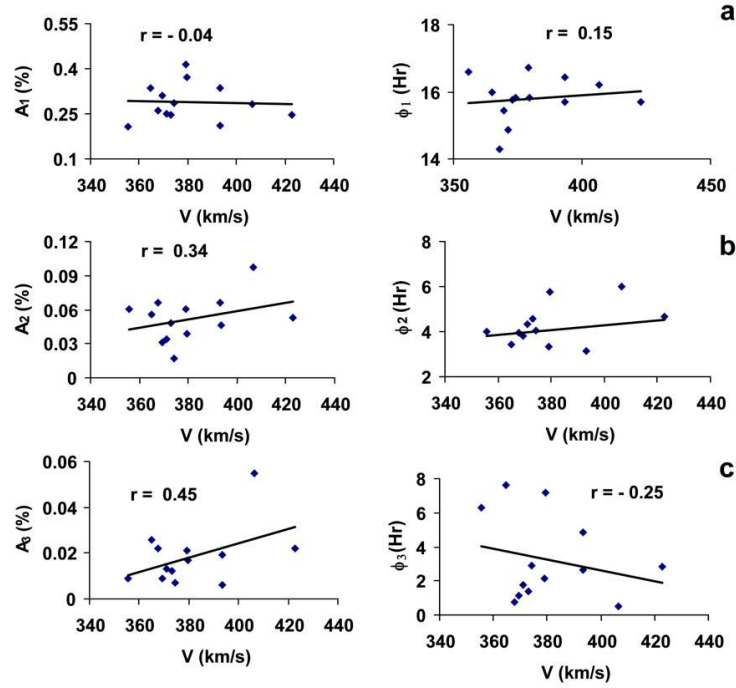 a
r = - 0.04
0.55
0.4
0.25
0.1
A1 (%)
340 360 380 400 420 440
V (km/s)
r = 0.15
18
16
14
ϕ1 (Hr)
350 400 450
V (km/s)
b
r = 0.34
0.12
0.09
0.06
0.03
0
A2 (%)
340 360 380 400 420 440
V (km/s)
8
6
4
2
ϕ2 (Hr)
340 360 380 400 420 440
V (km/s)
c
r = 0.45
0.06
0.04
0.02
0
A3 (%)
340 360 380 400 420 440
V (km/s)
r = - 0.25
8
6
4
2
0
ϕ3 (Hr)
340 360 380 400 420 440
V (km/s)